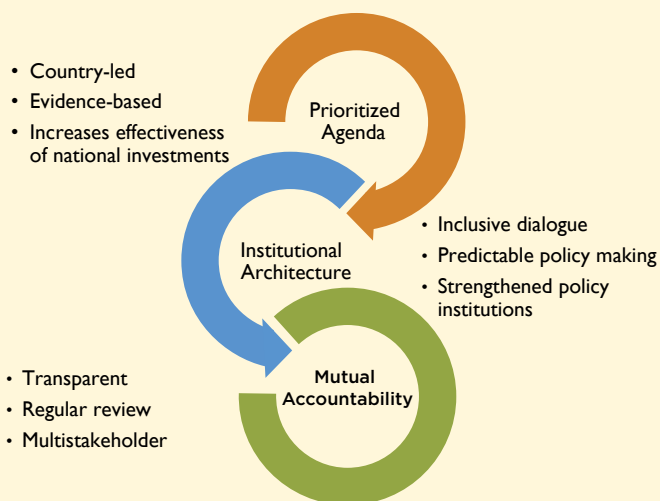 • Country-led
• Evidence-based
• Increases effectiveness
of national investments
Prioritized
Agenda
• Inclusive dialogue
• Predictable policy making
• Strengthened policy
institutions
Institutional
Architecture
• Transparent
• Regular review
• Multistakeholder
Mutual
Accountability